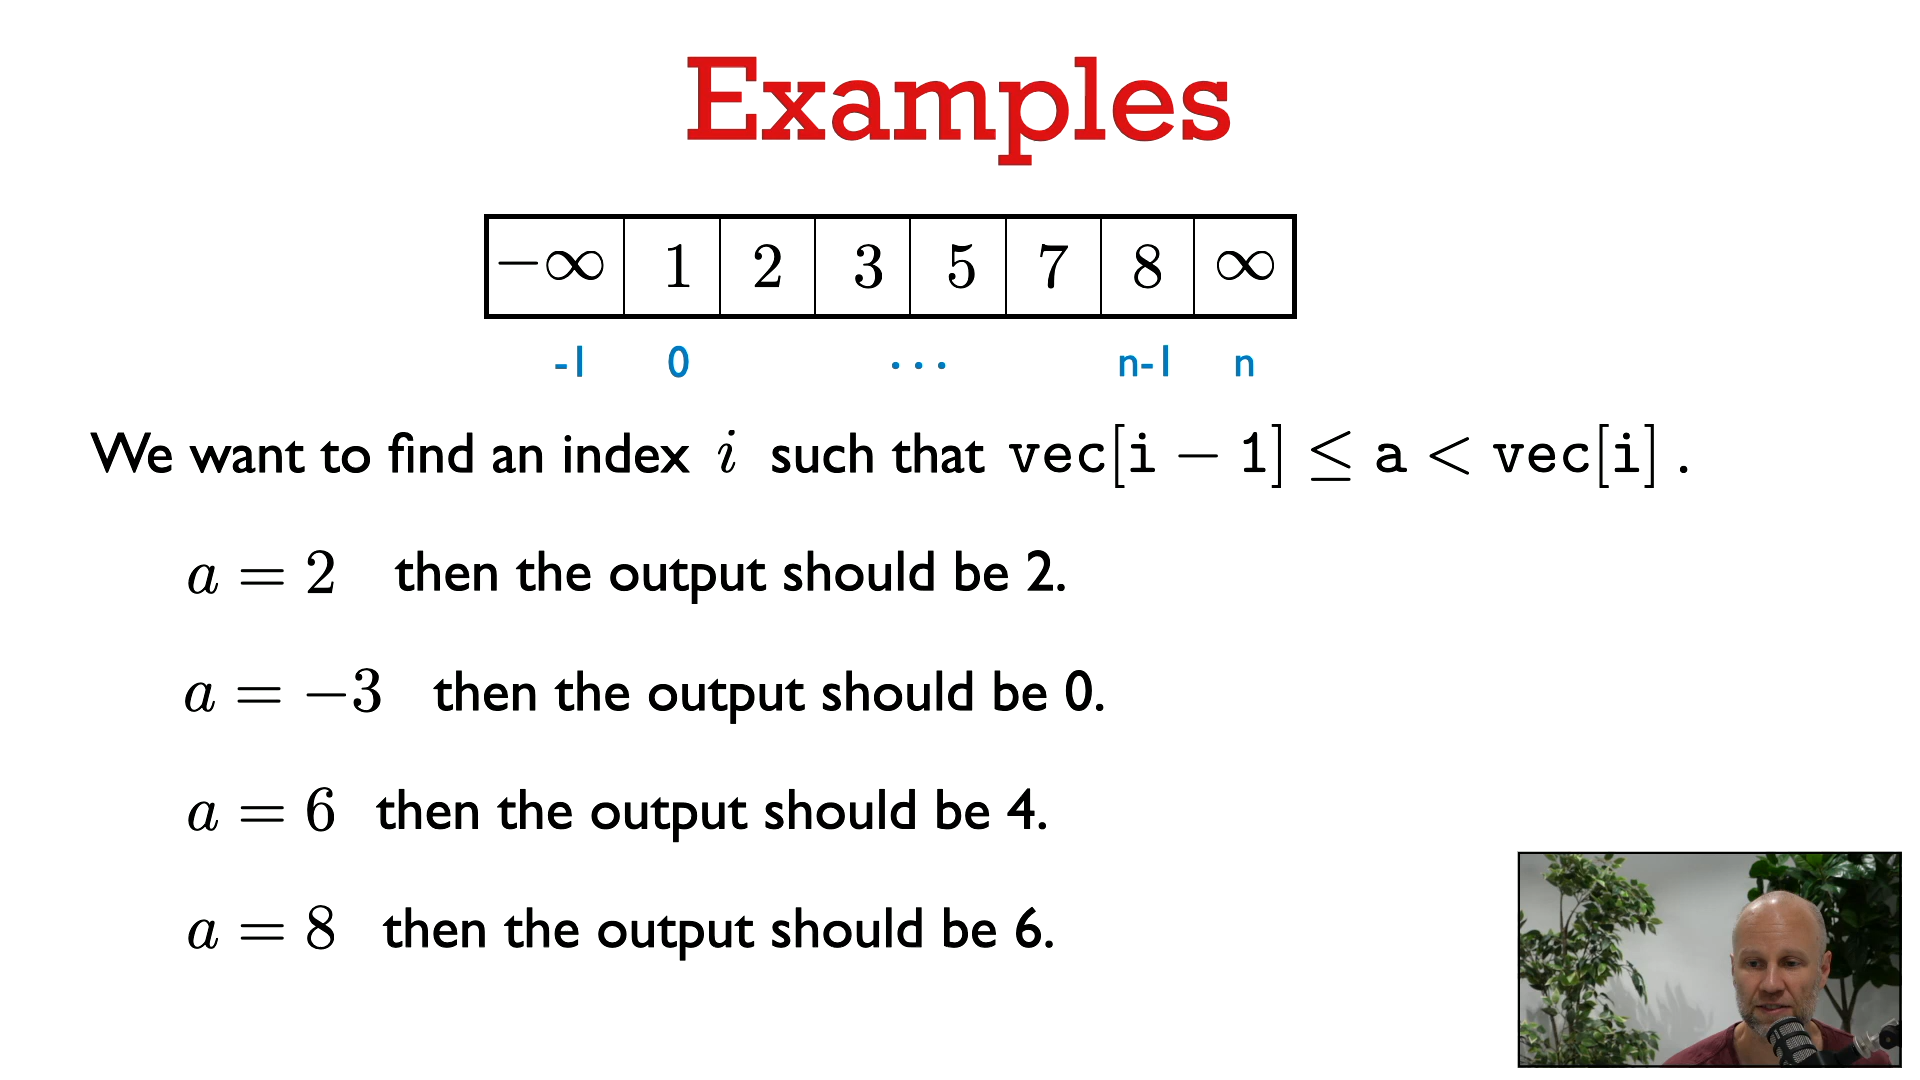 Examples
−∞ 1 2 3 5 7 8 ∞
-1 0 ... n-1 n
We want to find an index i such that vec[i − 1] ≤ a < vec[i] .
a = 2 then the output should be 2.
a = −3 then the output should be 0.
a = 6 then the output should be 4.
a = 8 then the output should be 6.